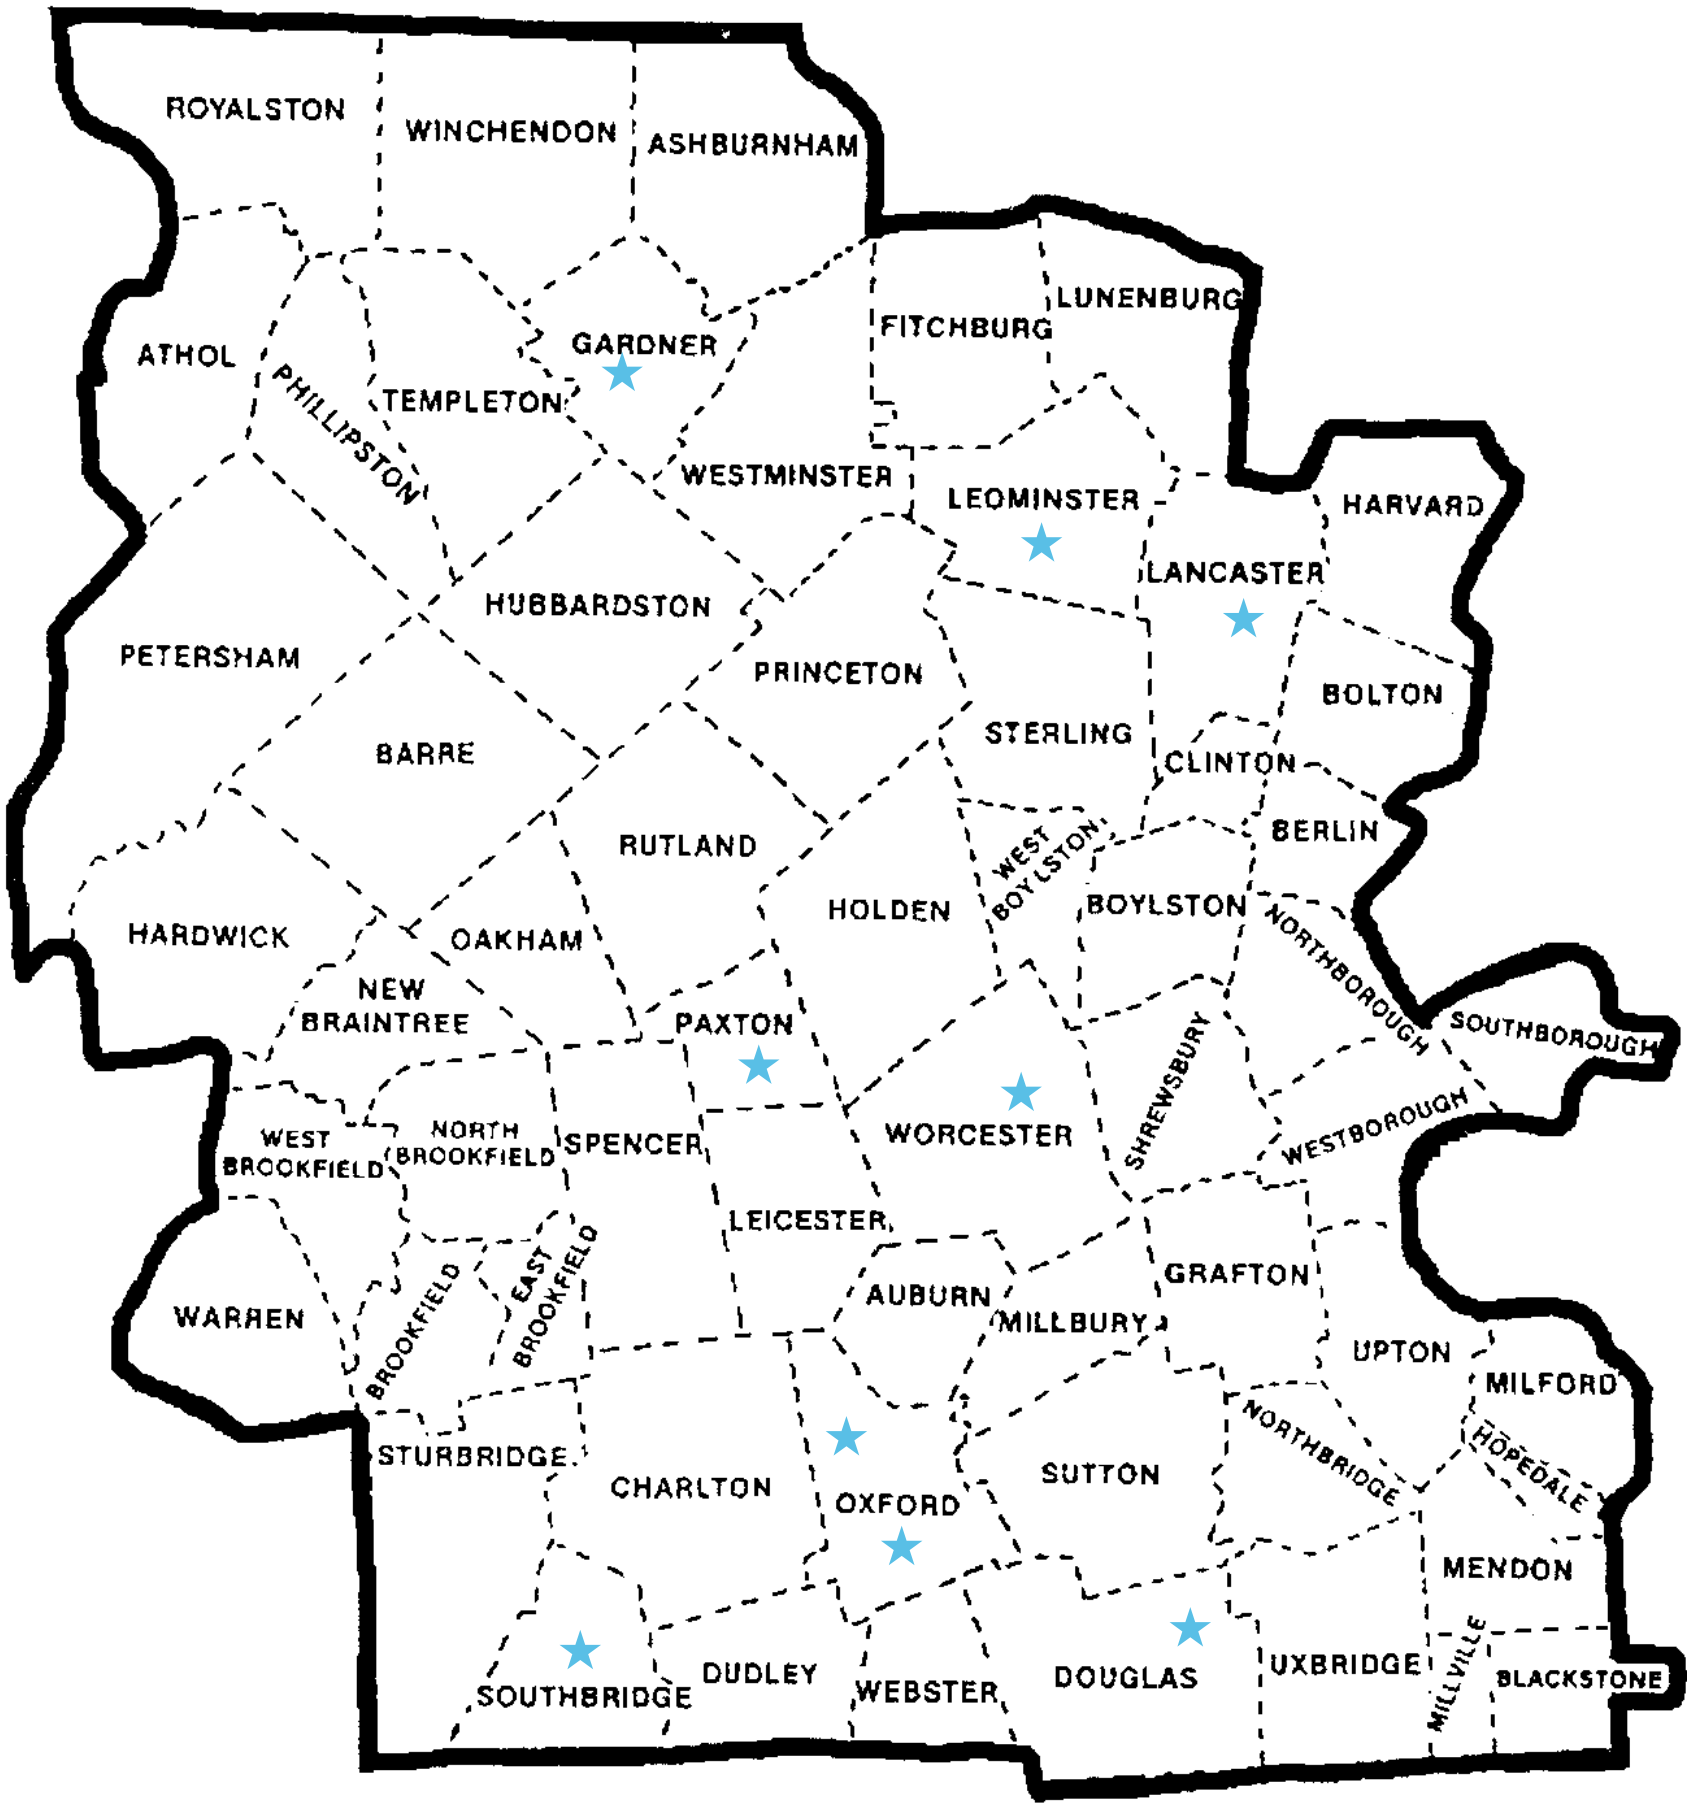 ROYALSTON
WINCHENDON
ASHBURNHAM
LUNENBURG
FITCHBURG
GARDNER
ATHOL
PHILLIPSTON
TEMPLETON
WESTMINSTER
LEOMINSTER
HARVARD
LANCASTER
HUBBARDSTON
PETERSHAM
PRINCETON
BOLTON
STERLING
BARRE
CLINTON
BERLIN
RUTLAND
WEST
BOYLSTON
BOYLSTON
HOLDEN
HARDWICK
OAKHAM
NORTHBOROUGH
NEW
BRAINTREE
PAXTON
SOUTHBOROUGH
SHREWSBURY
WESTBOROUGH
WORCESTER
WEST
BROOKFIELD
NORTH
BROOKFIELD
SPENCER
LEICESTER
GRAFTON
AUBURN
MILLBURY
WARREN
BROOKFIELD
EAST
BROOKFIELD
UPTON
MILFORD
STURBRIDGE
CHARLTON
OXFORD
SUTTON
NORTHBRIDGE
HOPEDALE
MENDON
SOUTHBRIDGE
DUDLEY
WEBSTER
DOUGLAS
UXBRIDGE
MILLVILLE
BLACKSTONE